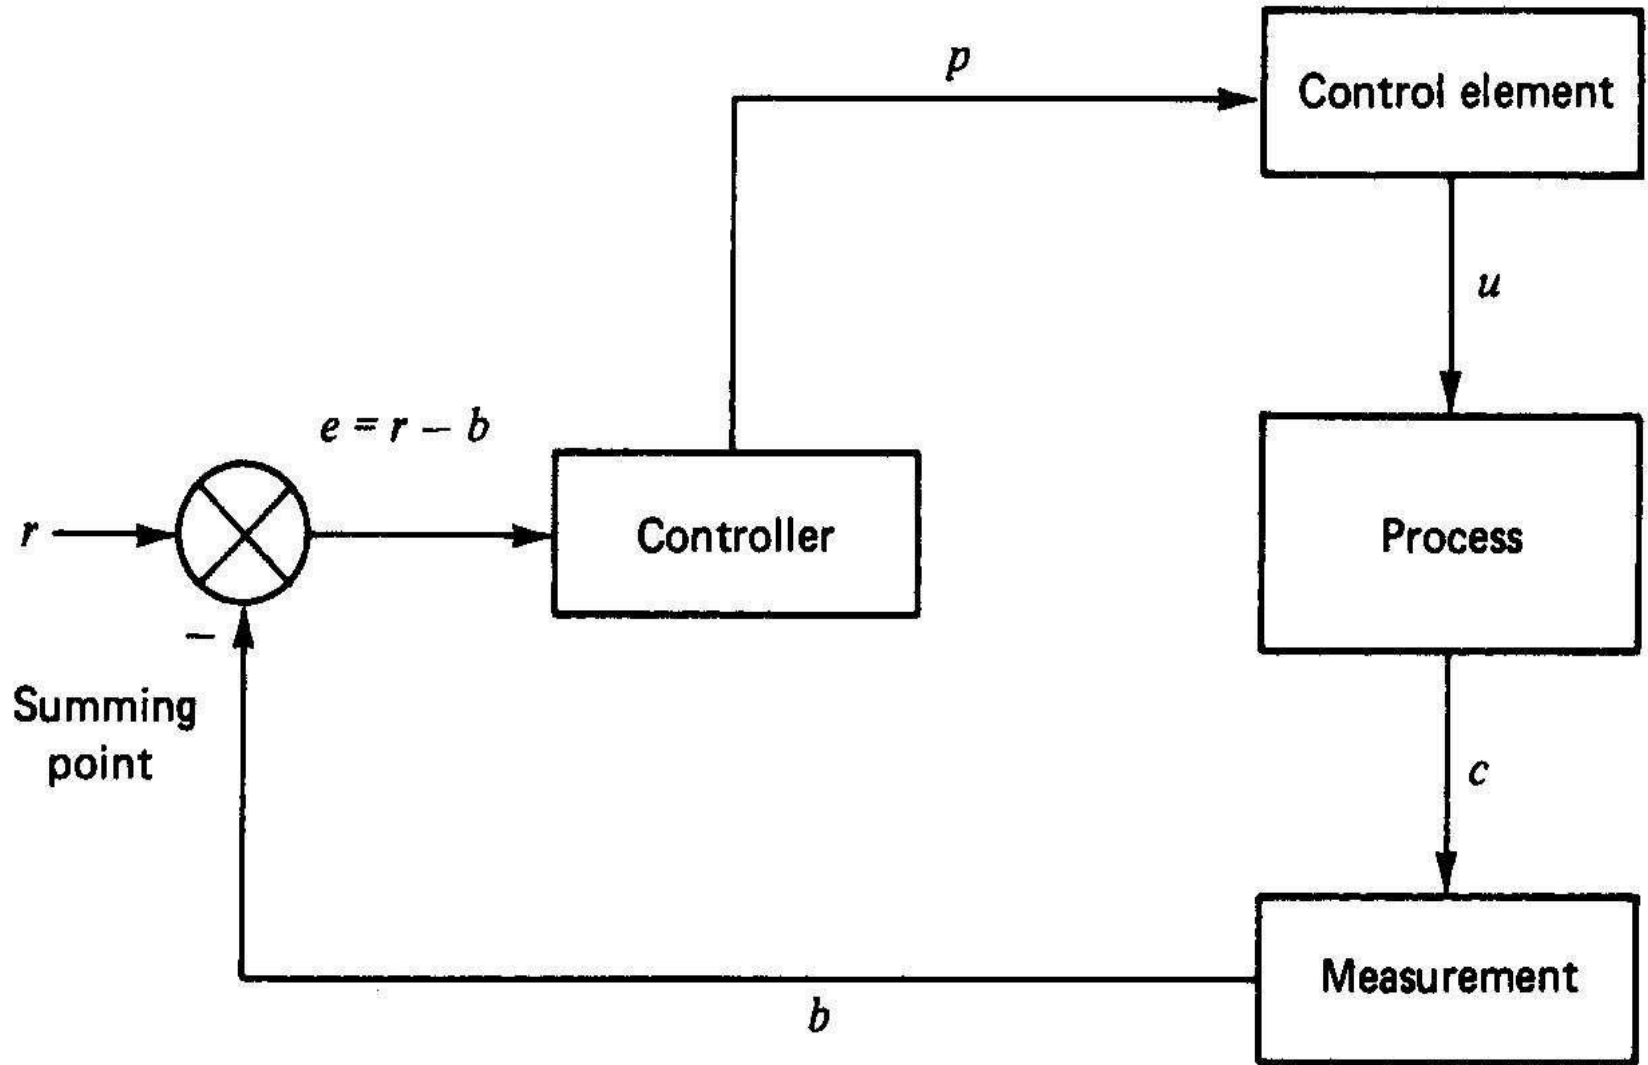 p
Control element
u
e = r − b
r
Controller
Process
−
Summing
point
c
Measurement
b